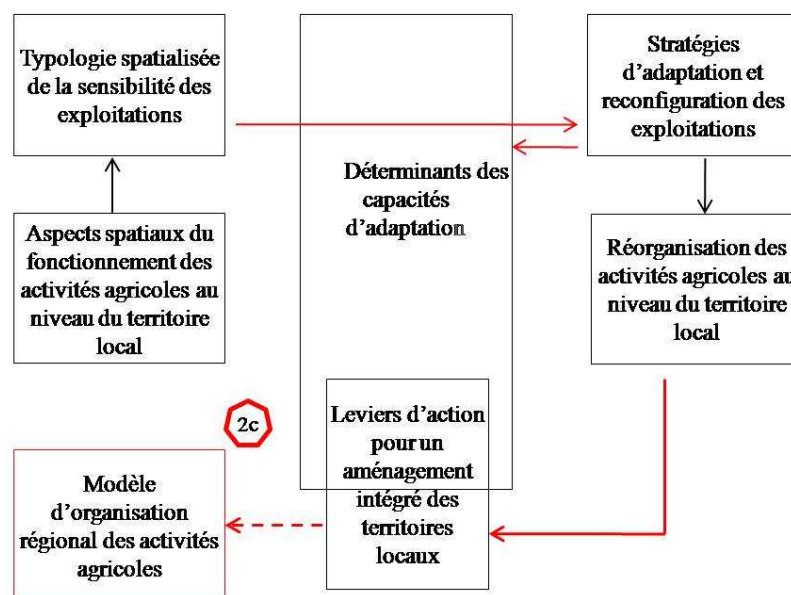 Typologie spatialisée
de la sensibilité des
exploitations
Stratégies
d'adaptation et
reconfiguration des
exploitations
Déterminants des
capacités
d'adaptation
Aspects spatiaux du
fonctionnement des
activités agricoles au
niveau du territoire
local
Réorganisation des
activités agricoles au
niveau du territoire
local
2c
Leviers d'action
pour un
aménagement
intégré des
territoires
locaux
Modèle
d'organisation
régional des activités
agricoles